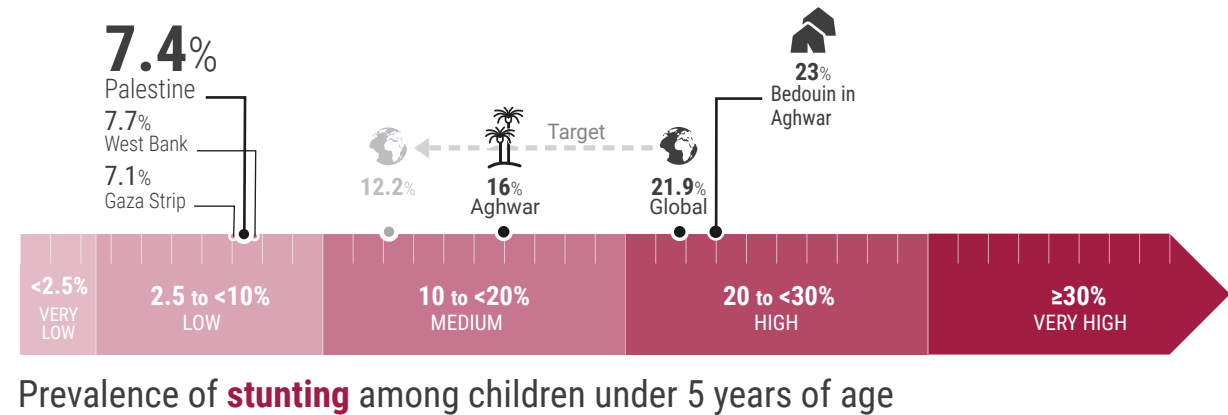 7.4%
Palestine
7.7%
West Bank
7.1%
Gaza Strip
12.2%
Target
16%
Aghwar
21.9%
Global
23%
Bedouin in
Aghwar
<2.5%
VERY
LOW
2.5 to <10%
LOW
10 to <20%
MEDIUM
20 to <30%
HIGH
≥30%
VERY HIGH
Prevalence of stunting among children under 5 years of age